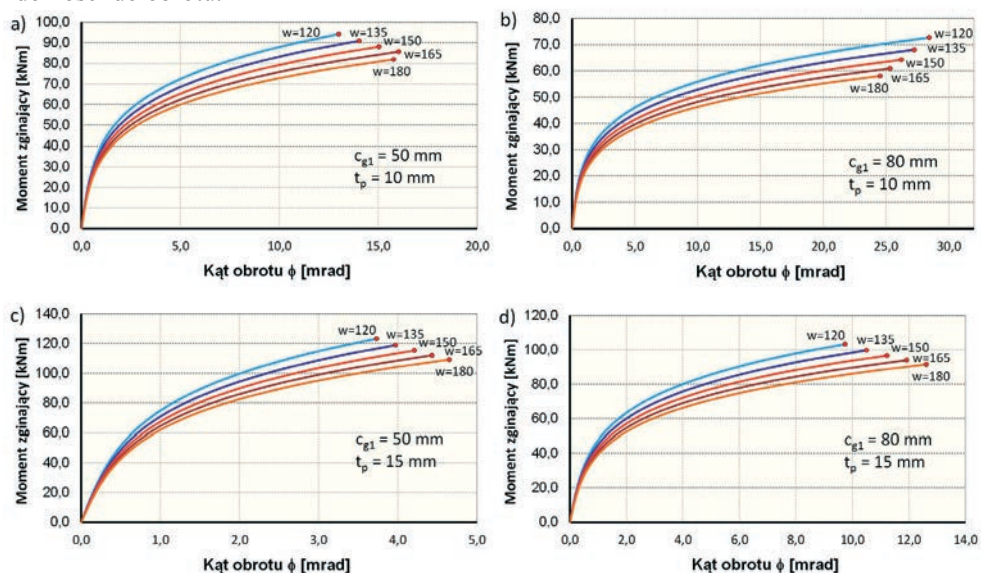 a)
Moment zginający [kNm]
100,0
90,0
80,0
70,0
60,0
50,0
40,0
30,0
20,0
10,0
0,0
w=120
w=135
w=150
w=165
w=180
c_g1 = 50 mm
t_p = 10 mm
0,0 5,0 10,0 15,0 20,0
Kąt obrotu ϕ [mrad]
b)
Moment zginający [kNm]
80,0
70,0
60,0
50,0
40,0
30,0
20,0
10,0
0,0
w=120
w=135
w=150
w=165
w=180
c_g1 = 80 mm
t_p = 10 mm
0,0 5,0 10,0 15,0 20,0 25,0 30,0
Kąt obrotu ϕ [mrad]
c)
Moment zginający [kNm]
140,0
120,0
100,0
80,0
60,0
40,0
20,0
0,0
w=120
w=135
w=150
w=165
w=180
c_g1 = 50 mm
t_p = 15 mm
0,0 1,0 2,0 3,0 4,0 5,0
Kąt obrotu ϕ [mrad]
d)
Moment zginający [kNm]
120,0
100,0
80,0
60,0
40,0
20,0
0,0
w=120
w=135
w=150
w=165
w=180
c_g1 = 80 mm
t_p = 15 mm
0,0 2,0 4,0 6,0 8,0 10,0 12,0 14,0
Kąt obrotu ϕ [mrad]